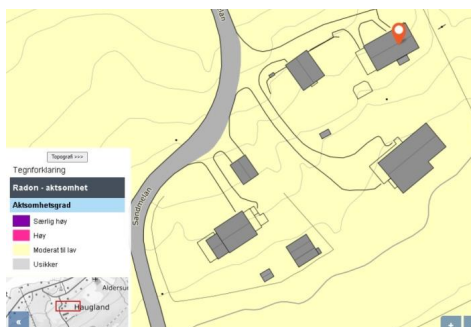 Sandmelan
Topografi >>>
Tegnforklaring
Radon - aktsomhet
Aktsomhetsgrad
Særlig høy
Høy
Moderat til lav
Usikker
Haugland
«
+